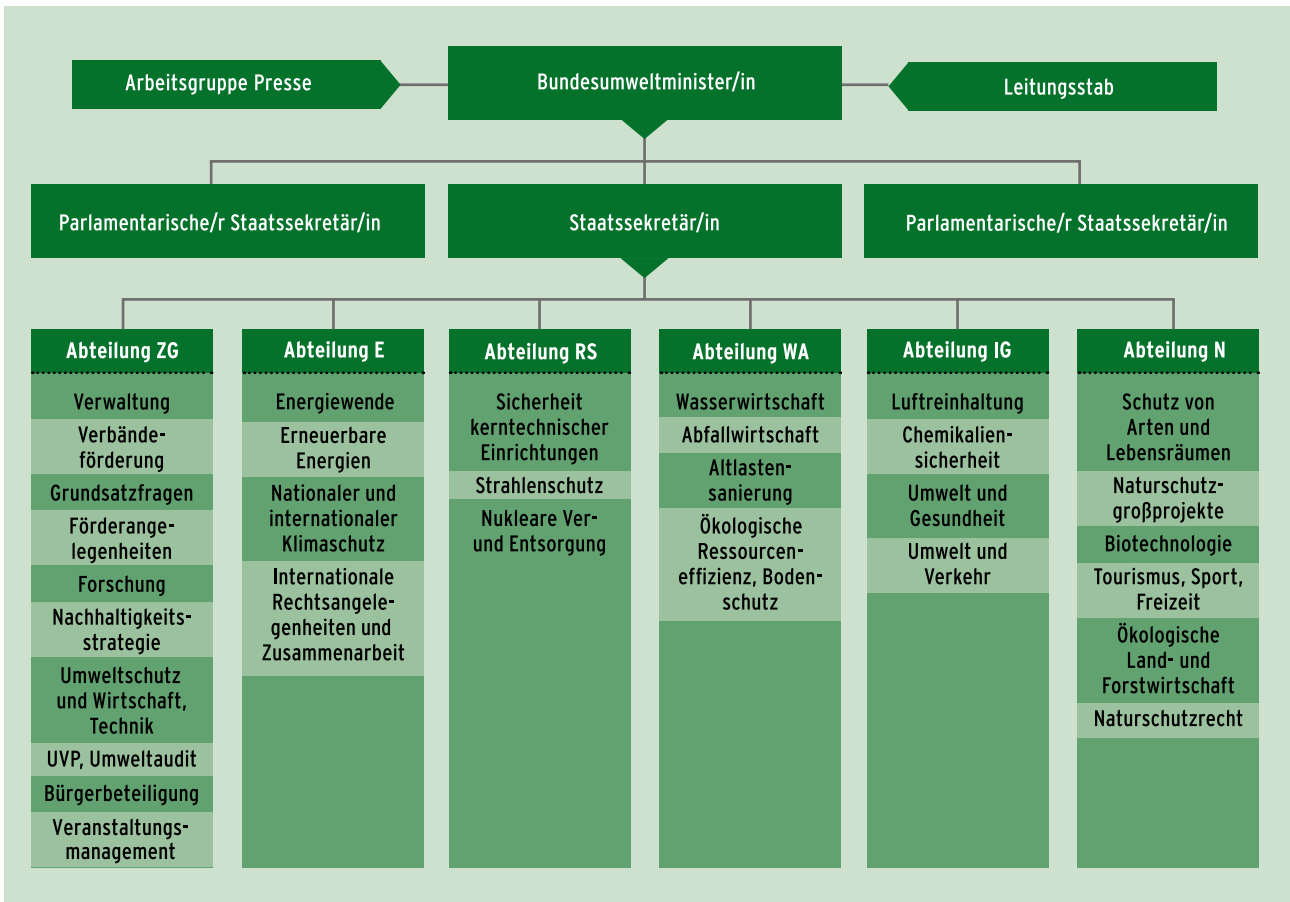 Arbeitsgruppe Presse
Bundesumweltminister/in
Leitungsstab
Parlamentarische/r Staatssekretär/in
Staatssekretär/in
Parlamentarische/r Staatssekretär/in
Abteilung ZG
Verwaltung
Verbände-
förderung
Grundsatzfragen
Förderange-
legenheiten
Forschung
Nachhaltigkeits-
strategie
Umweltschutz
und Wirtschaft,
Technik
UVP, Umweltaudit
Bürgerbeteiligung
Veranstaltungs-
management
Abteilung E
Energiewende
Erneuerbare
Energien
Nationaler und
internationaler
Klimaschutz
Internationale
Rechtsangele-
genheiten und
Zusammenarbeit
Abteilung RS
Sicherheit
kerntechnischer
Einrichtungen
Strahlenschutz
Nukleare Ver-
und Entsorgung
Abteilung WA
Wasserwirtschaft
Abfallwirtschaft
Altlasten-
sanierung
Ökologische
Ressourcen-
effizienz, Boden-
schutz
Abteilung IG
Luftreinhaltung
Chemikalien-
sicherheit
Umwelt und
Gesundheit
Umwelt und
Verkehr
Abteilung N
Schutz von
Arten und
Lebensräumen
Naturschutz-
großprojekte
Biotechnologie
Tourismus, Sport,
Freizeit
Ökologische
Land- und
Forstwirtschaft
Naturschutzrecht